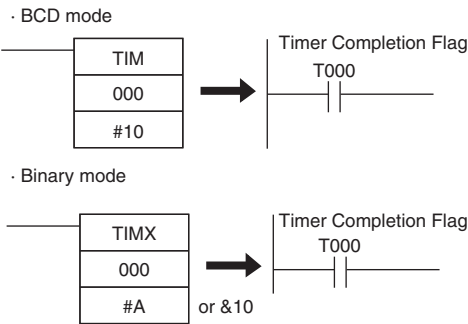 · BCD mode
TIM
000
#10
Timer Completion Flag
T000
· Binary mode
TIMX
000
#A or &10
Timer Completion Flag
T000